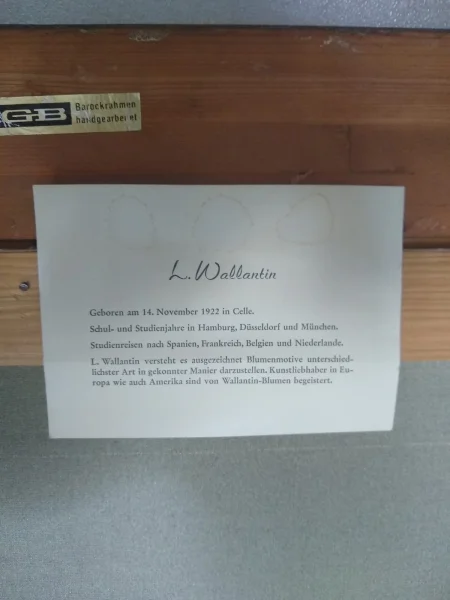 GB
Barockrahmen
handgearbeitet
L. Wallantin
Geboren am 14. November 1922 in Celle.
Schul- und Studienjahre in Hamburg, Düsseldorf und München.
Studienreisen nach Spanien, Frankreich, Belgien und Niederlande.
L. Wallantin versteht es ausgezeichnet Blumenmotive unterschied-
lichster Art in gekonnter Manier darzustellen. Kunstliebhaber in Eu-
ropa wie auch Amerika sind von Wallantin-Blumen begeistert.